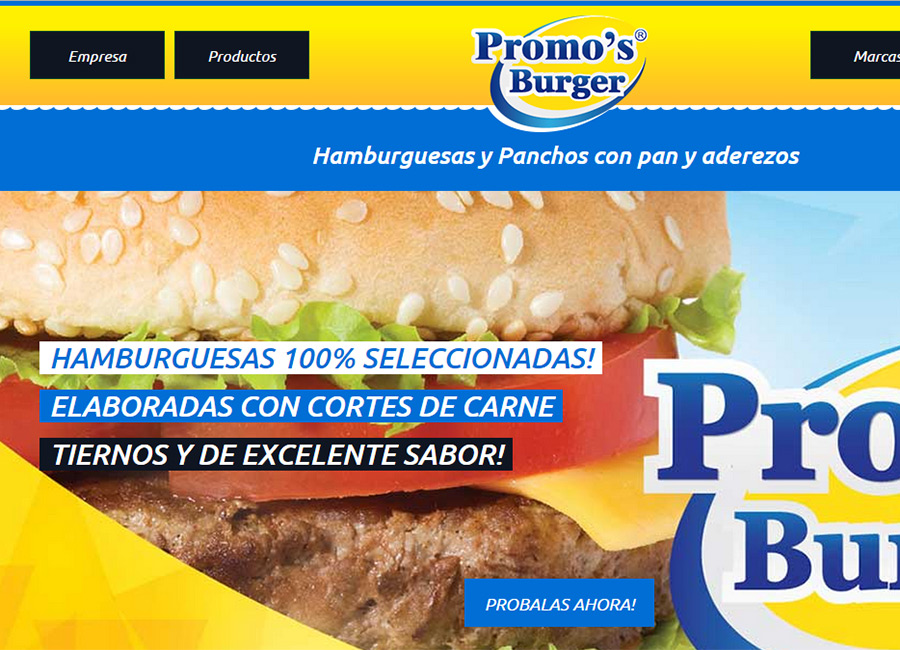 Empresa
Productos
Promo's®
Burger
Marcas
Hamburguesas y Panchos con pan y aderezos
HAMBURGUESAS 100% SELECCIONADAS!
ELABORADAS CON CORTES DE CARNE
TIERNOS Y DE EXCELENTE SABOR!
Pro
Bur
PROBALAS AHORA!